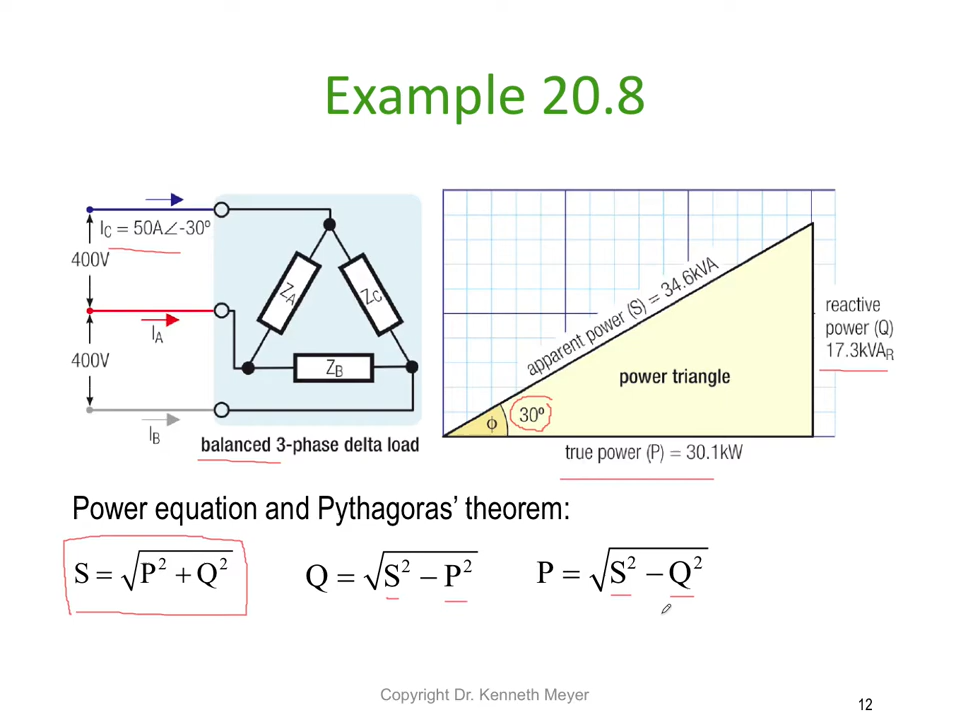 Example 20.8
I_C = 50A∠-30º
400V
I_A
400V
I_B
Z_A
Z_C
Z_B
balanced 3-phase delta load
apparent power (S) = 34.6kVA
reactive
power (Q)
17.3kVA_R
power triangle
30º
ϕ
true power (P) = 30.1kW
Power equation and Pythagoras’ theorem:
S = √(P² + Q²)
Q = √(S² − P²)
P = √(S² − Q²)
Copyright Dr. Kenneth Meyer
12